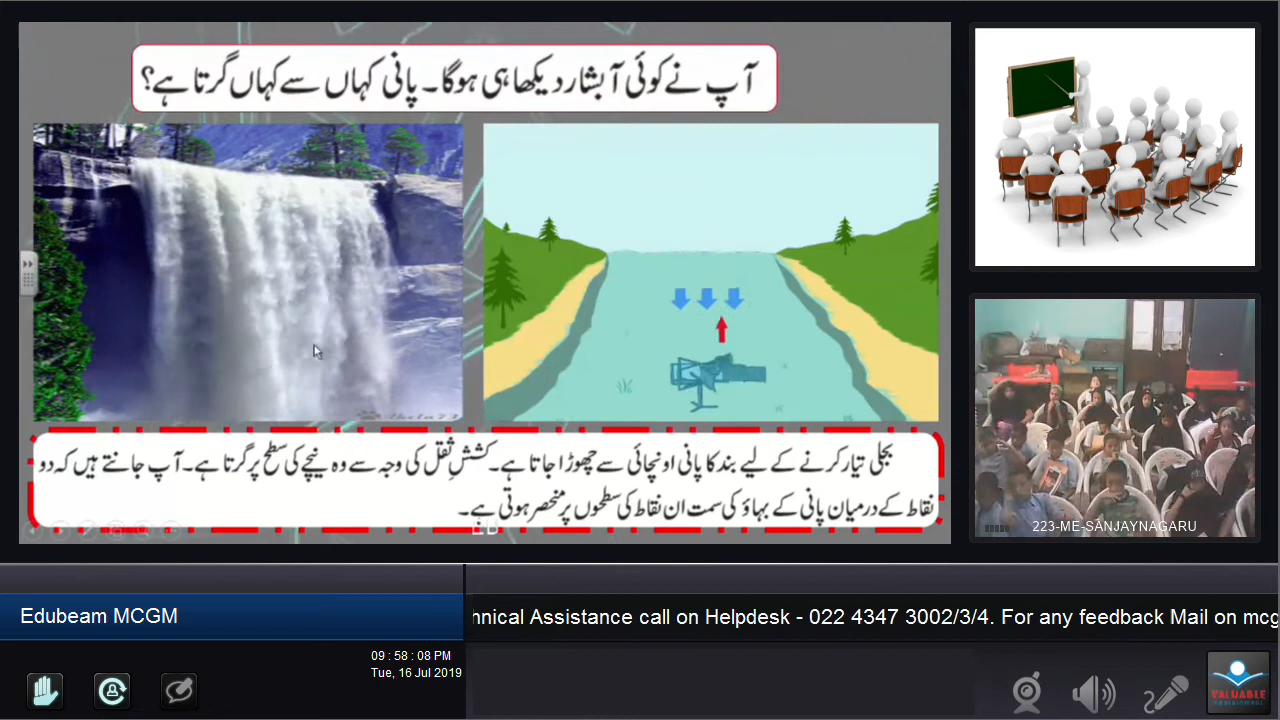 آپ نے کوئی آبشار دیکھا ہی ہوگا۔ پانی کہاں سے کہاں گرتا ہے؟
بجلی تیار کرنے کے لیے بند کا پانی اونچائی سے چھوڑا جاتا ہے۔ کششِ ثقل کی وجہ سے وہ نیچے کی سطح پر گرتا ہے۔ آپ جانتے ہیں کہ دو
نقاط کے درمیان پانی کے بہاؤ کی سمت ان نقاط کی سطحوں پر منحصر ہوتی ہے۔
223-ME-SANJAYNAGARU
Edubeam MCGM
hnical Assistance call on Helpdesk - 022 4347 3002/3/4. For any feedback Mail on mcg
09 : 58 : 08 PM
Tue, 16 Jul 2019
VALUABLE